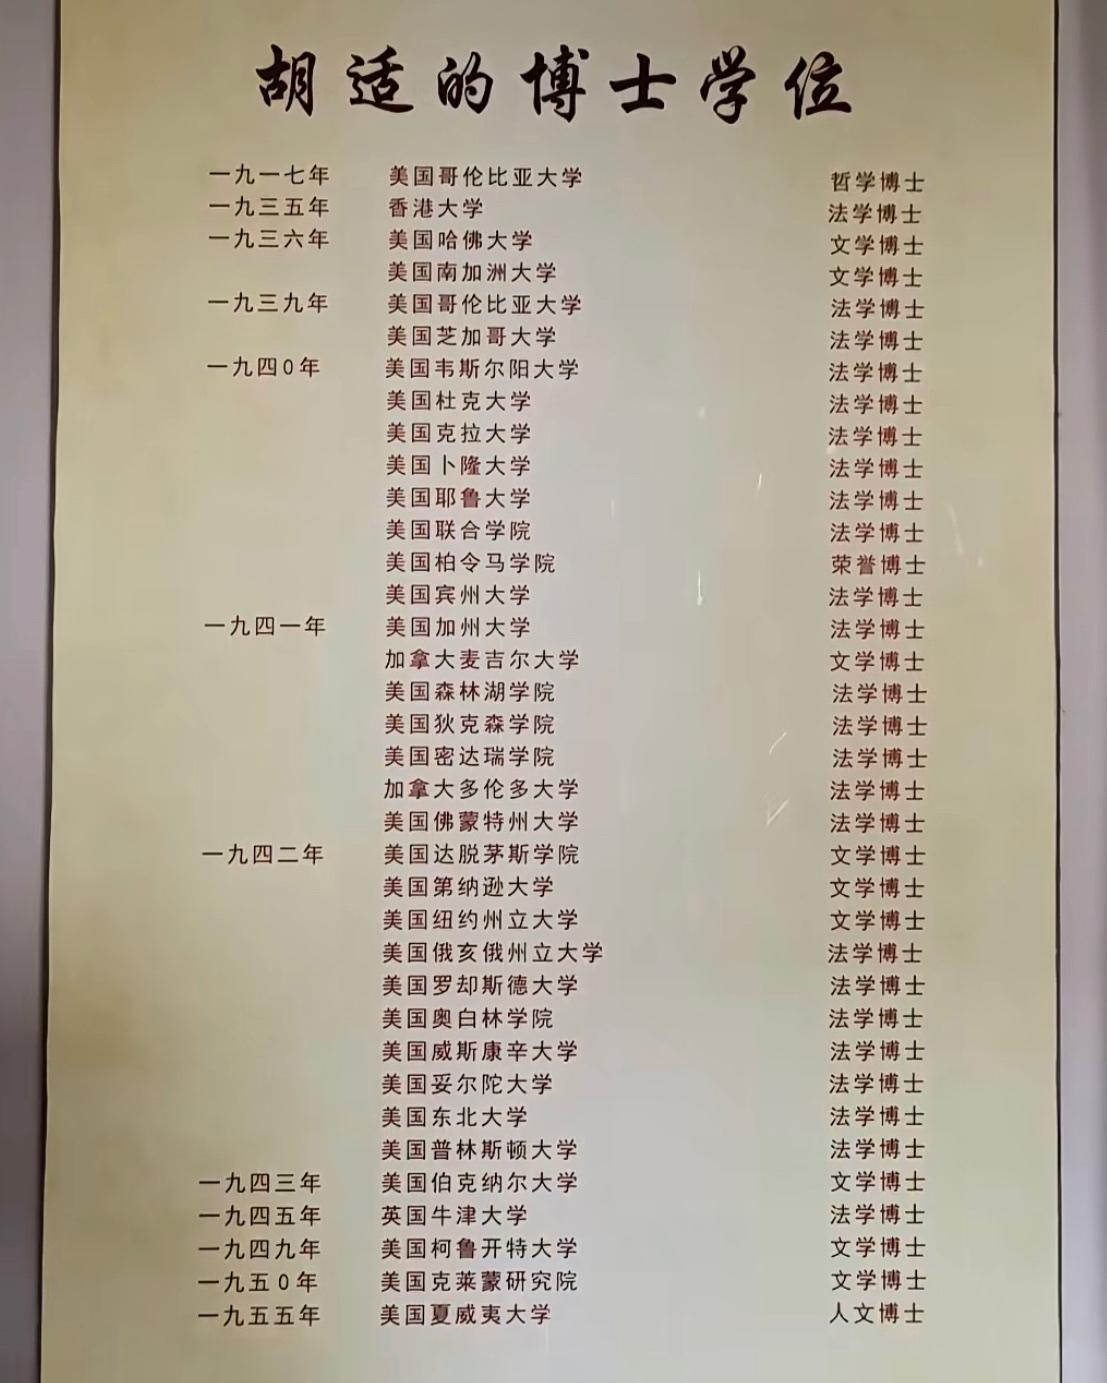 胡适的博士学位
一九一七年 美国哥伦比亚大学 哲学博士
一九三五年 香港大学 法学博士
一九三六年 美国哈佛大学 文学博士
美国南加洲大学 文学博士
一九三九年 美国哥伦比亚大学 法学博士
美国芝加哥大学 法学博士
一九四0年 美国韦斯尔阳大学 法学博士
美国杜克大学 法学博士
美国克拉大学 法学博士
美国卜隆大学 法学博士
美国耶鲁大学 法学博士
美国联合学院 法学博士
美国柏令马学院 荣誉博士
美国宾州大学 法学博士
一九四一年 美国加州大学 法学博士
加拿大麦吉尔大学 文学博士
美国森林湖学院 法学博士
美国狄克森学院 法学博士
美国密达瑞学院 法学博士
加拿大多伦多大学 法学博士
美国佛蒙特州大学 法学博士
一九四二年 美国达脱茅斯学院 文学博士
美国第纳逊大学 文学博士
美国纽约州立大学 文学博士
美国俄亥俄州立大学 法学博士
美国罗却斯德大学 法学博士
美国奥白林学院 法学博士
美国威斯康辛大学 法学博士
美国妥尔陀大学 法学博士
美国东北大学 法学博士
美国普林斯顿大学 法学博士
一九四三年 美国伯克纳尔大学 文学博士
一九四五年 英国牛津大学 法学博士
一九四九年 美国柯鲁开特大学 文学博士
一九五0年 美国克莱蒙研究院 文学博士
一九五五年 美国夏威夷大学 人文博士